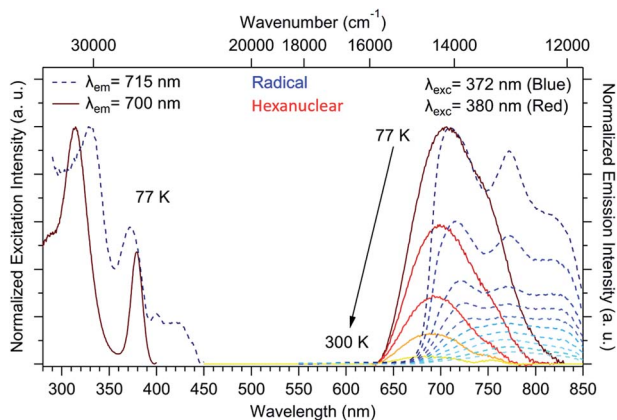 Wavenumber (cm⁻¹)
30000 20000 18000 16000 14000 12000
λem= 715 nm Radical λexc= 372 nm (Blue)
λem= 700 nm Hexanuclear λexc= 380 nm (Red)
77 K
77 K
300 K
Normalized Excitation Intensity (a. u.)
Normalized Emission Intensity (a. u.)
300 350 400 450 500 550 600 650 700 750 800 850
Wavelength (nm)